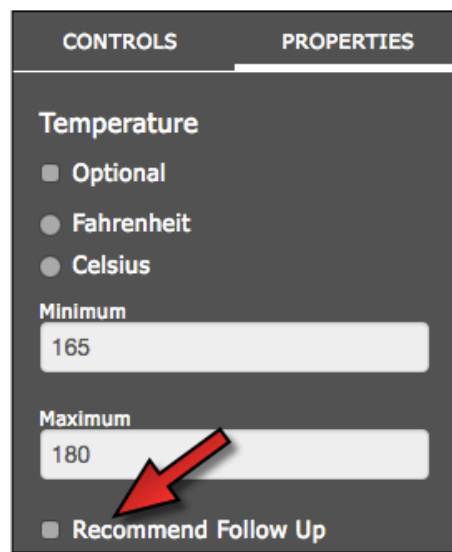 CONTROLS PROPERTIES
Temperature
Optional
Fahrenheit
Celsius
Minimum
165
Maximum
180
Recommend Follow Up